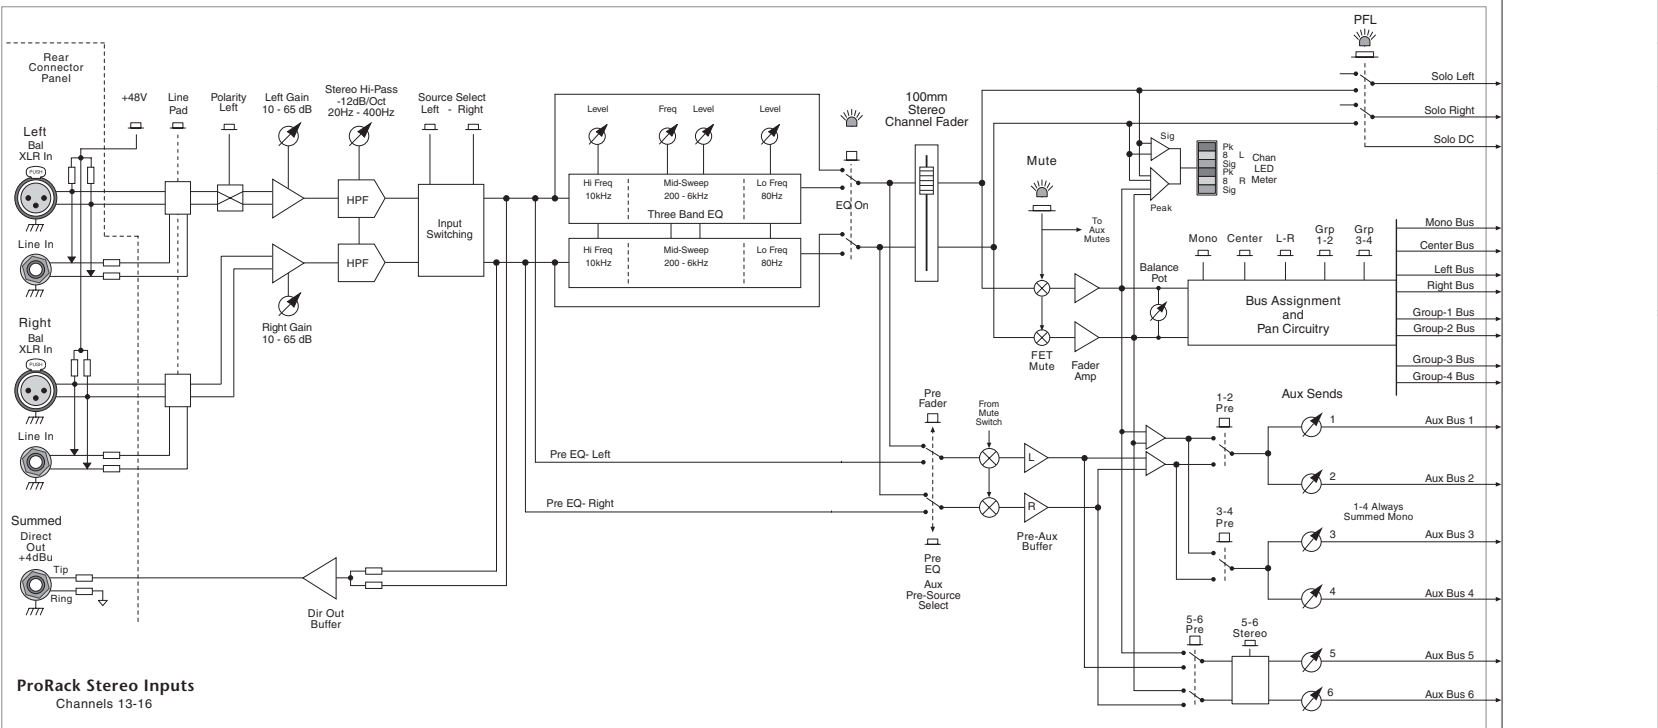 PFL
Rear
Connector
Panel
Solo Left
Solo Right
Solo DC
+48V
Line
Pad
Polarity
Left
Left Gain
10 - 65 dB
Stereo Hi-Pass
-12dB/Oct
20Hz - 400Hz
Source Select
Left - Right
Level
Freq
Level
Level
100mm
Stereo
Channel Fader
Left
Bal
XLR In
PUSH
HPF
Input
Switching
Hi Freq
10kHz
Mid-Sweep
200 - 6kHz
Lo Freq
80Hz
Three Band EQ
EQ On
Mute
Sig
Peak
Pk
8 L
Sig
Pk
8 R
Sig
Chan
LED
Meter
To
Aux
Mutes
Line In
HPF
Hi Freq
10kHz
Mid-Sweep
200 - 6kHz
Lo Freq
80Hz
Mono
Center
L-R
Grp
1-2
Grp
3-4
Mono Bus
Center Bus
Left Bus
Right Bus
Group-1 Bus
Group-2 Bus
Group-3 Bus
Group-4 Bus
Balance
Pot
Bus Assignment
and
Pan Circuitry
Right
Bal
XLR In
PUSH
Right Gain
10 - 65 dB
FET
Mute
Fader
Amp
Line In
Pre
Fader
From
Mute
Switch
1-2
Pre
Aux Sends
1
Aux Bus 1
Pre EQ- Left
L
2
Aux Bus 2
Pre EQ- Right
R
Pre-Aux
Buffer
1-4 Always
Summed Mono
3-4
Pre
3
Aux Bus 3
4
Aux Bus 4
Summed
Direct
Out
+4dBu
Tip
Ring
Dir Out
Buffer
Pre
EQ
Aux
Pre-Source
Select
5-6
Pre
5-6
Stereo
5
Aux Bus 5
6
Aux Bus 6
ProRack Stereo Inputs
Channels 13-16